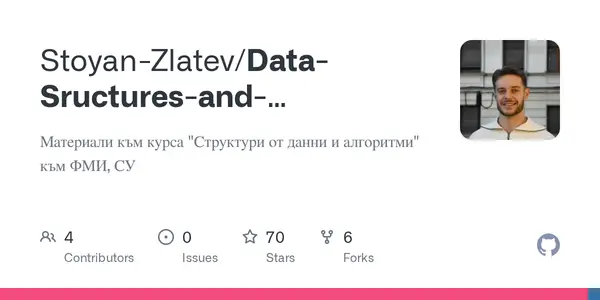 Stoyan-Zlatev/Data-
Sructures-and-...
Материали към курса "Структури от данни и алгоритми"
към ФМИ, СУ
4
Contributors
0
Issues
70
Stars
6
Forks